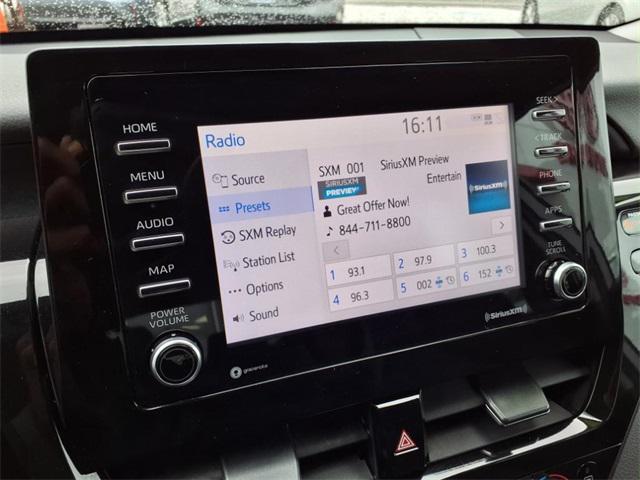 HOME
MENU
AUDIO
MAP
POWER
VOLUME
Radio
16:11
Source
Presets
SXM Replay
Station List
Options
Sound
SXM 001 SiriusXM Preview
SIRIUSXM
PREVIEW
Entertain
SiriusXM
Great Offer Now!
844-711-8800
1 93.1
2 97.9
3 100.3
4 96.3
5 002
6 152
SEEK >
< TRACK
PHONE
APPS
TUNE
SCROLL
gracenote
SiriusXM